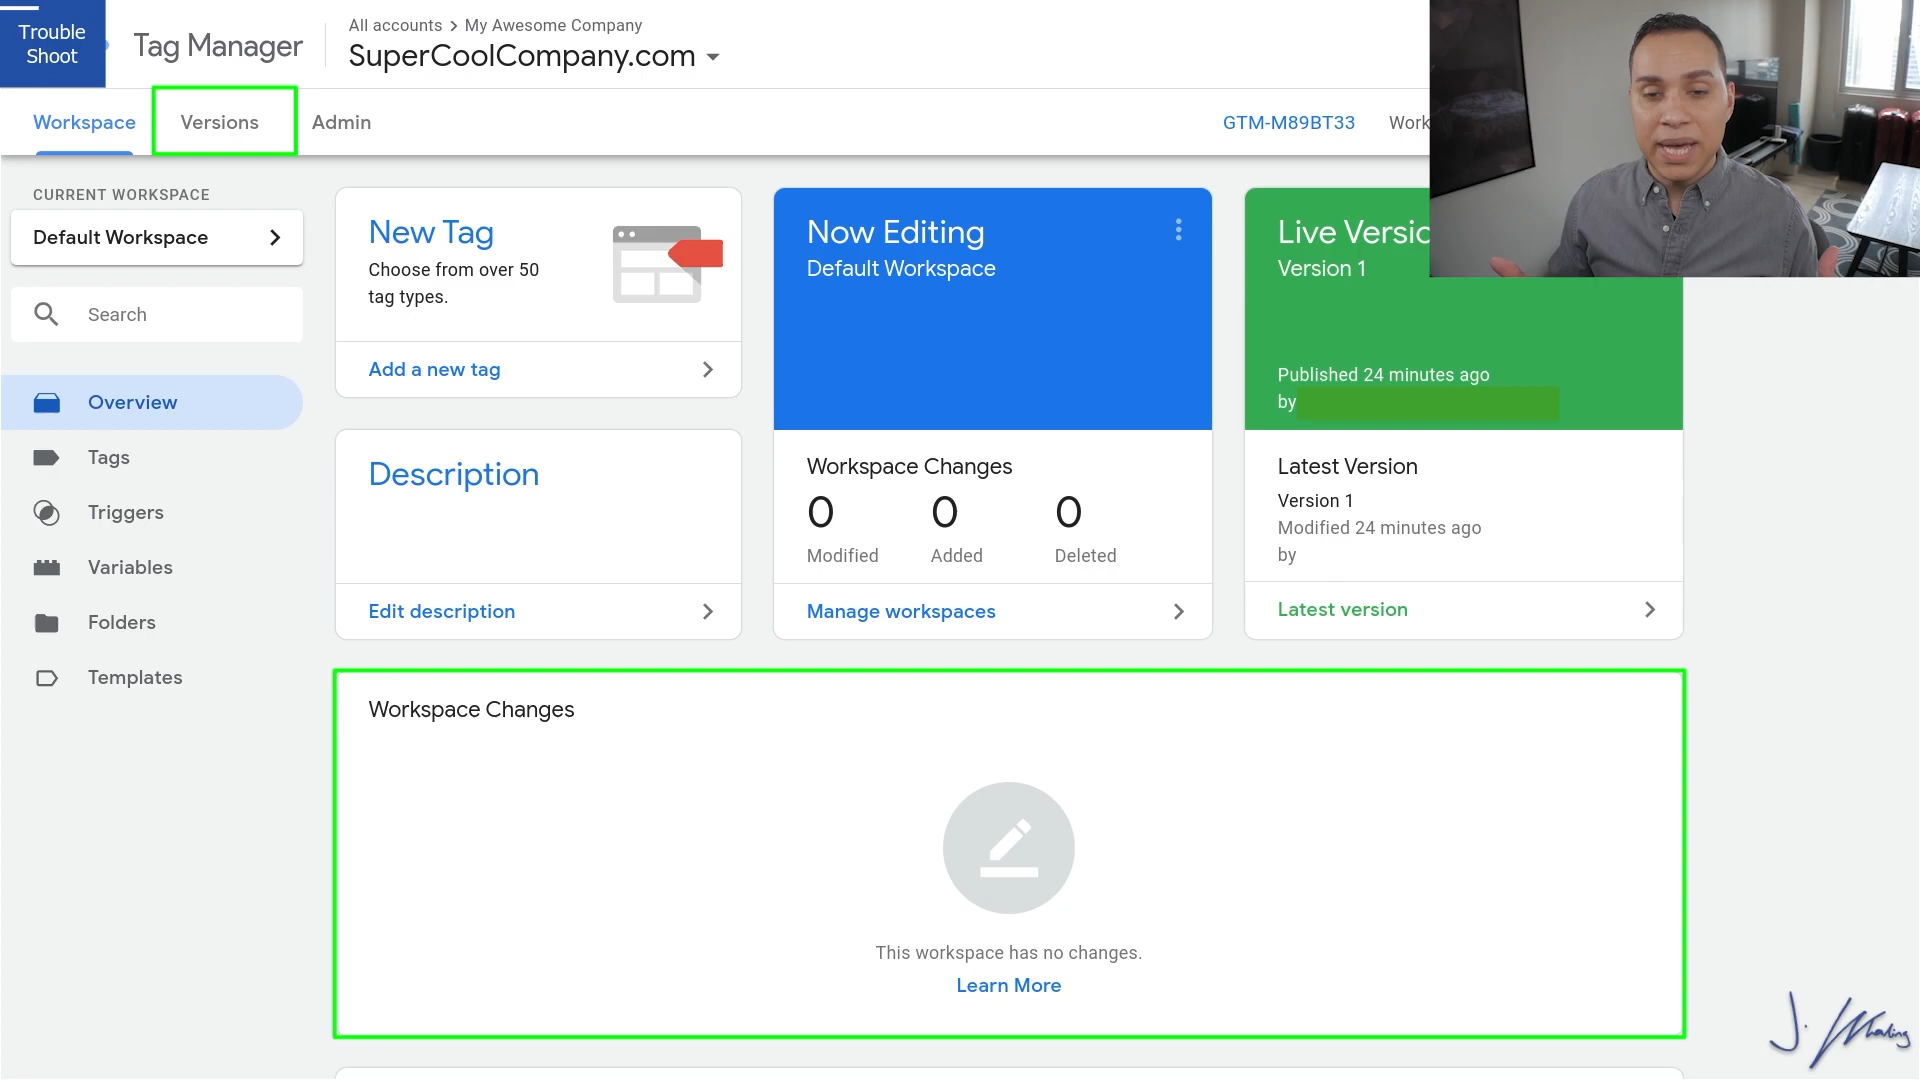 Trouble
Shoot
Tag Manager
All accounts > My Awesome Company
SuperCoolCompany.com
Workspace
Versions
Admin
GTM-M89BT33
Work
CURRENT WORKSPACE
Default Workspace
Search
Overview
Tags
Triggers
Variables
Folders
Templates
New Tag
Choose from over 50
tag types.
Add a new tag
Description
Edit description
Now Editing
Default Workspace
Workspace Changes
0 0 0
Modified Added Deleted
Manage workspaces
Live Versio
Version 1
Published 24 minutes ago
by
Latest Version
Version 1
Modified 24 minutes ago
by
Latest version
Workspace Changes
This workspace has no changes.
Learn More